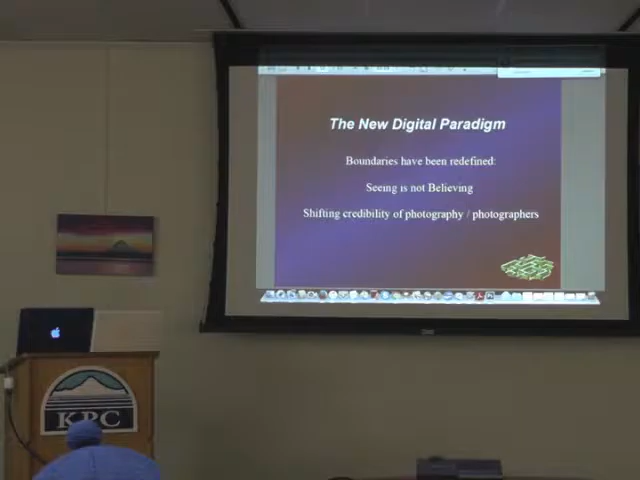 The New Digital Paradigm
Boundaries have been redefined:
Seeing is not Believing
Shifting credibility of photography / photographers
KPC